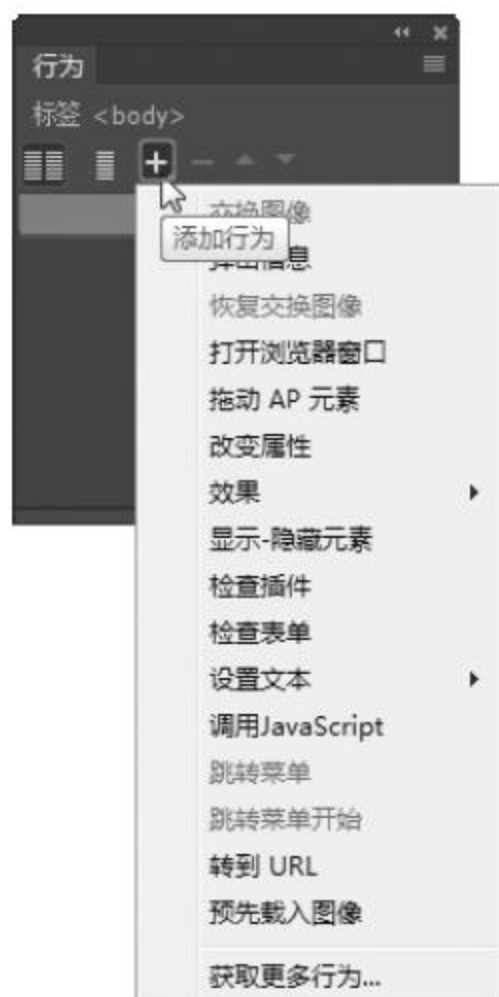 行为
标签 <body>
添加行为
交换图像
弹出信息
恢复交换图像
打开浏览器窗口
拖动 AP 元素
改变属性
效果
显示-隐藏元素
检查插件
检查表单
设置文本
调用JavaScript
跳转菜单
跳转菜单开始
转到 URL
预先载入图像
获取更多行为...